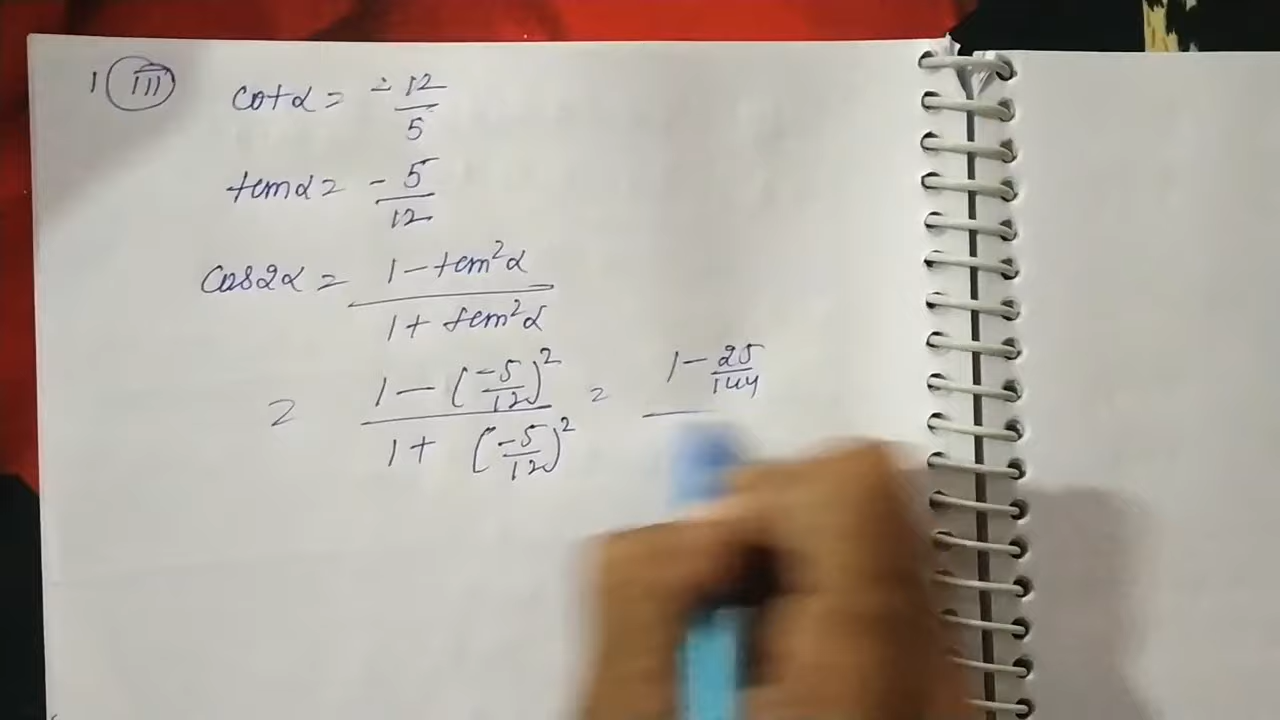 1 (iii) cotα = -12/5
tanα = -5/12
cos2α = (1 - tan²α)/(1 + tan²α)
= (1 - (-5/12)²)/(1 + (-5/12)²) = 1 - 25/144